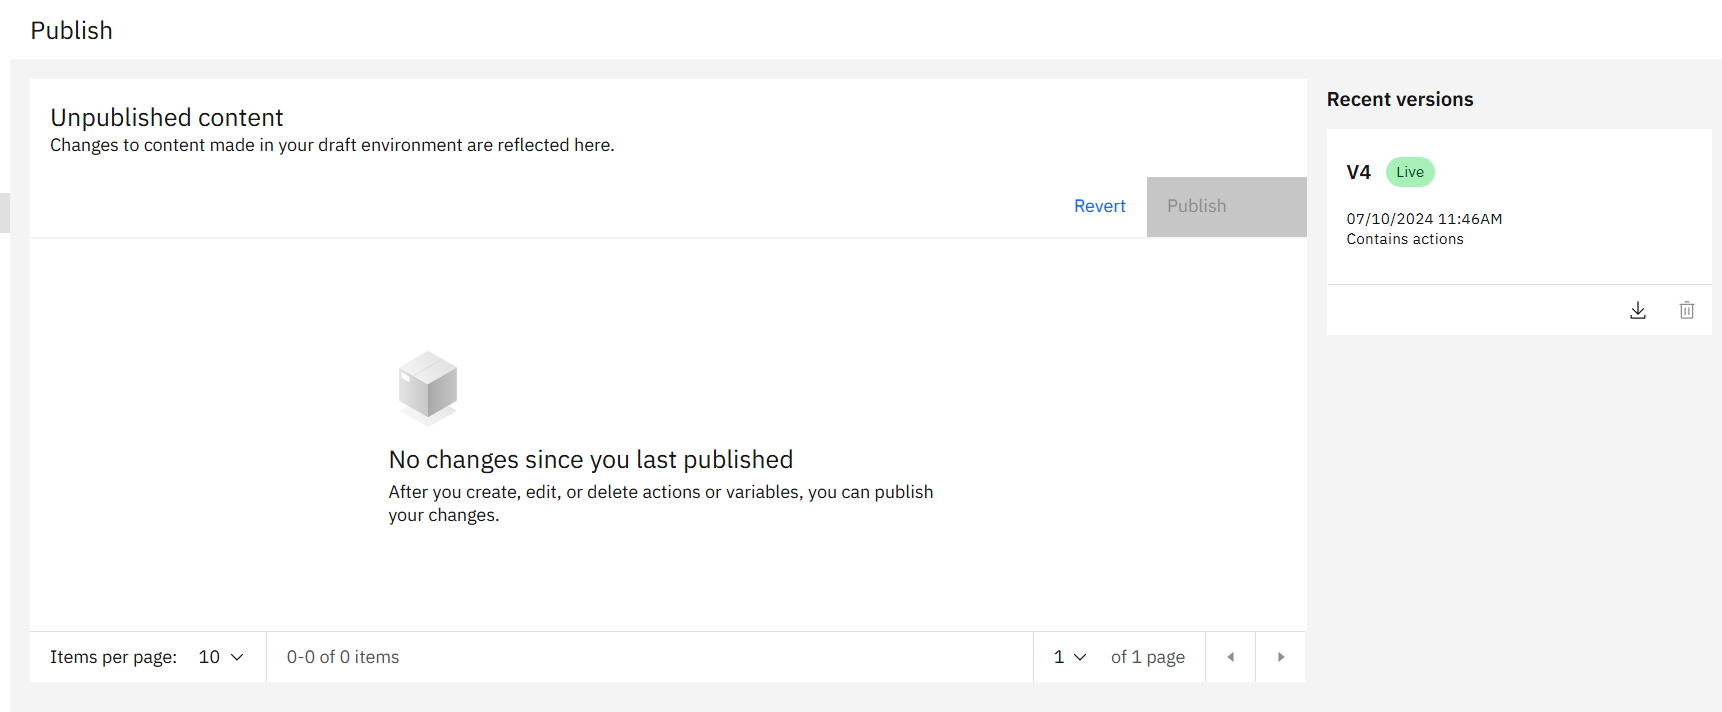 Publish
Unpublished content
Changes to content made in your draft environment are reflected here.
Revert
Publish
No changes since you last published
After you create, edit, or delete actions or variables, you can publish
your changes.
Items per page: 10
0-0 of 0 items
1 of 1 page
Recent versions
V4 Live
07/10/2024 11:46AM
Contains actions